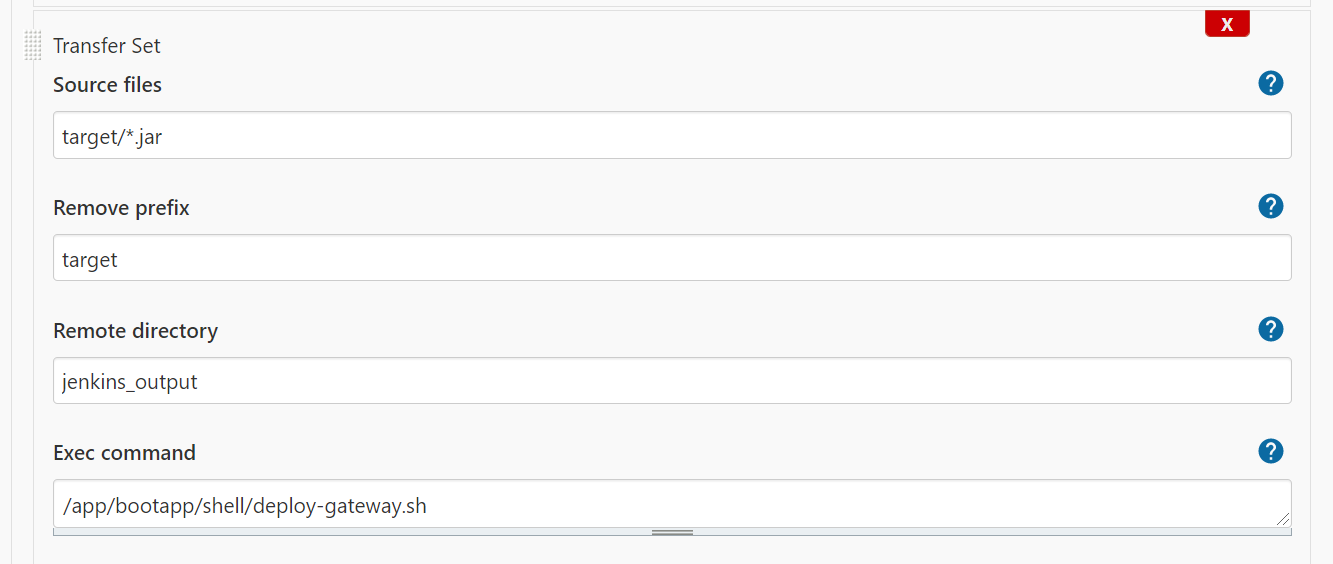 X
Transfer Set
Source files
?
target/*.jar
Remove prefix
?
target
Remote directory
?
jenkins_output
Exec command
?
/app/bootapp/shell/deploy-gateway.sh